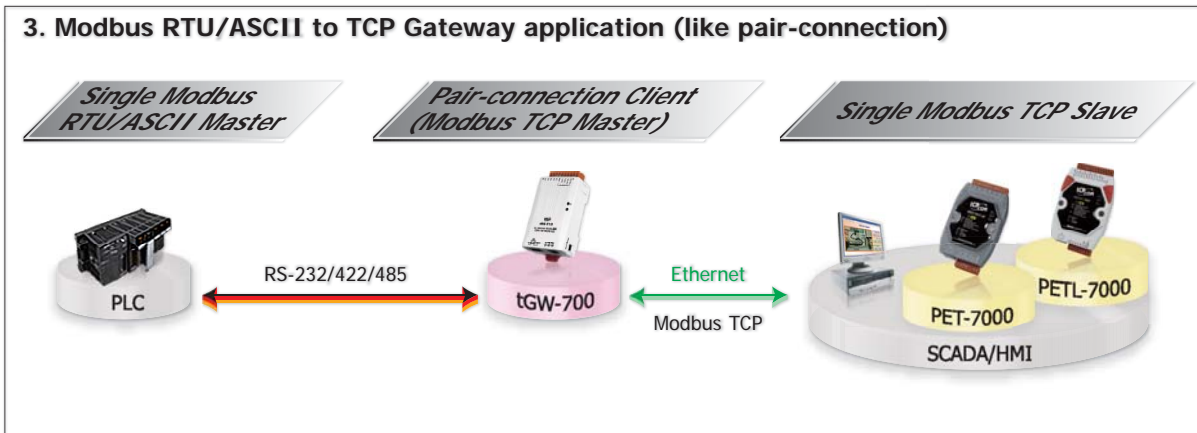 3. Modbus RTU/ASCII to TCP Gateway application (like pair-connection)
Single Modbus
RTU/ASCII Master
Pair-connection Client
(Modbus TCP Master)
Single Modbus TCP Slave
RS-232/422/485
Ethernet
Modbus TCP
PLC
tGW-700
PET-7000
PETL-7000
SCADA/HMI